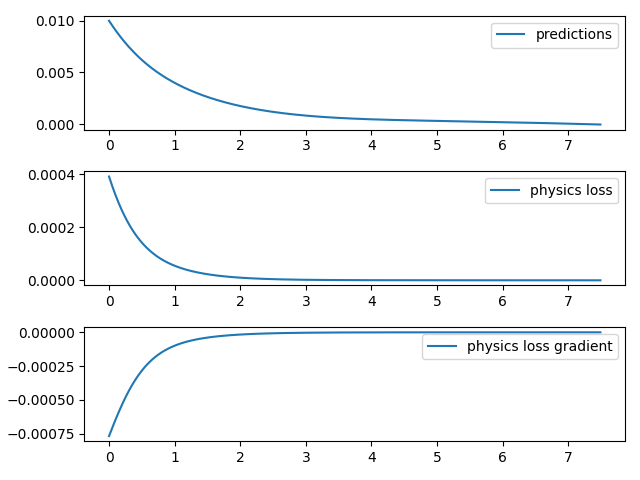 0.010
0.005
0.000
predictions
0 1 2 3 4 5 6 7
0.0004
0.0002
0.0000
physics loss
0 1 2 3 4 5 6 7
0.00000
−0.00025
−0.00050
−0.00075
physics loss gradient
0 1 2 3 4 5 6 7